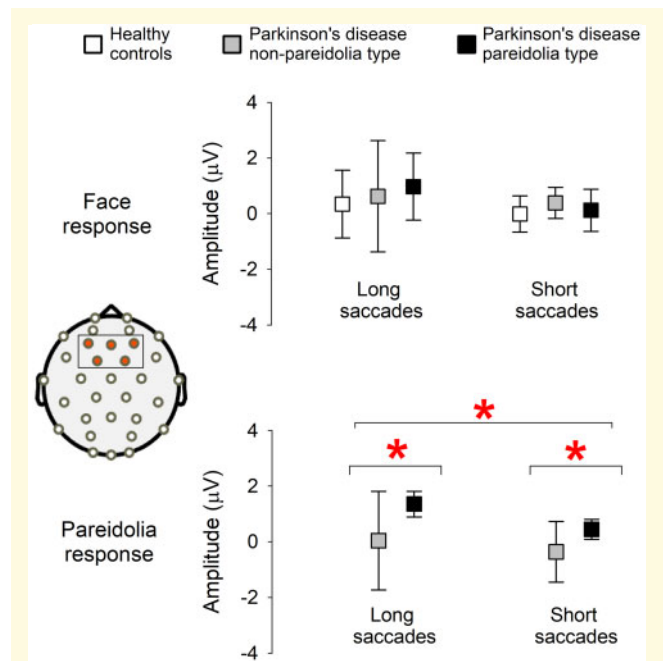 Healthy controls
Parkinson's disease non-pareidolia type
Parkinson's disease pareidolia type
Face response
Amplitude (μV)
4
2
0
-2
-4
Long saccades
Short saccades
*
*
*
Pareidolia response
Amplitude (μV)
4
2
0
-2
-4
Long saccades
Short saccades